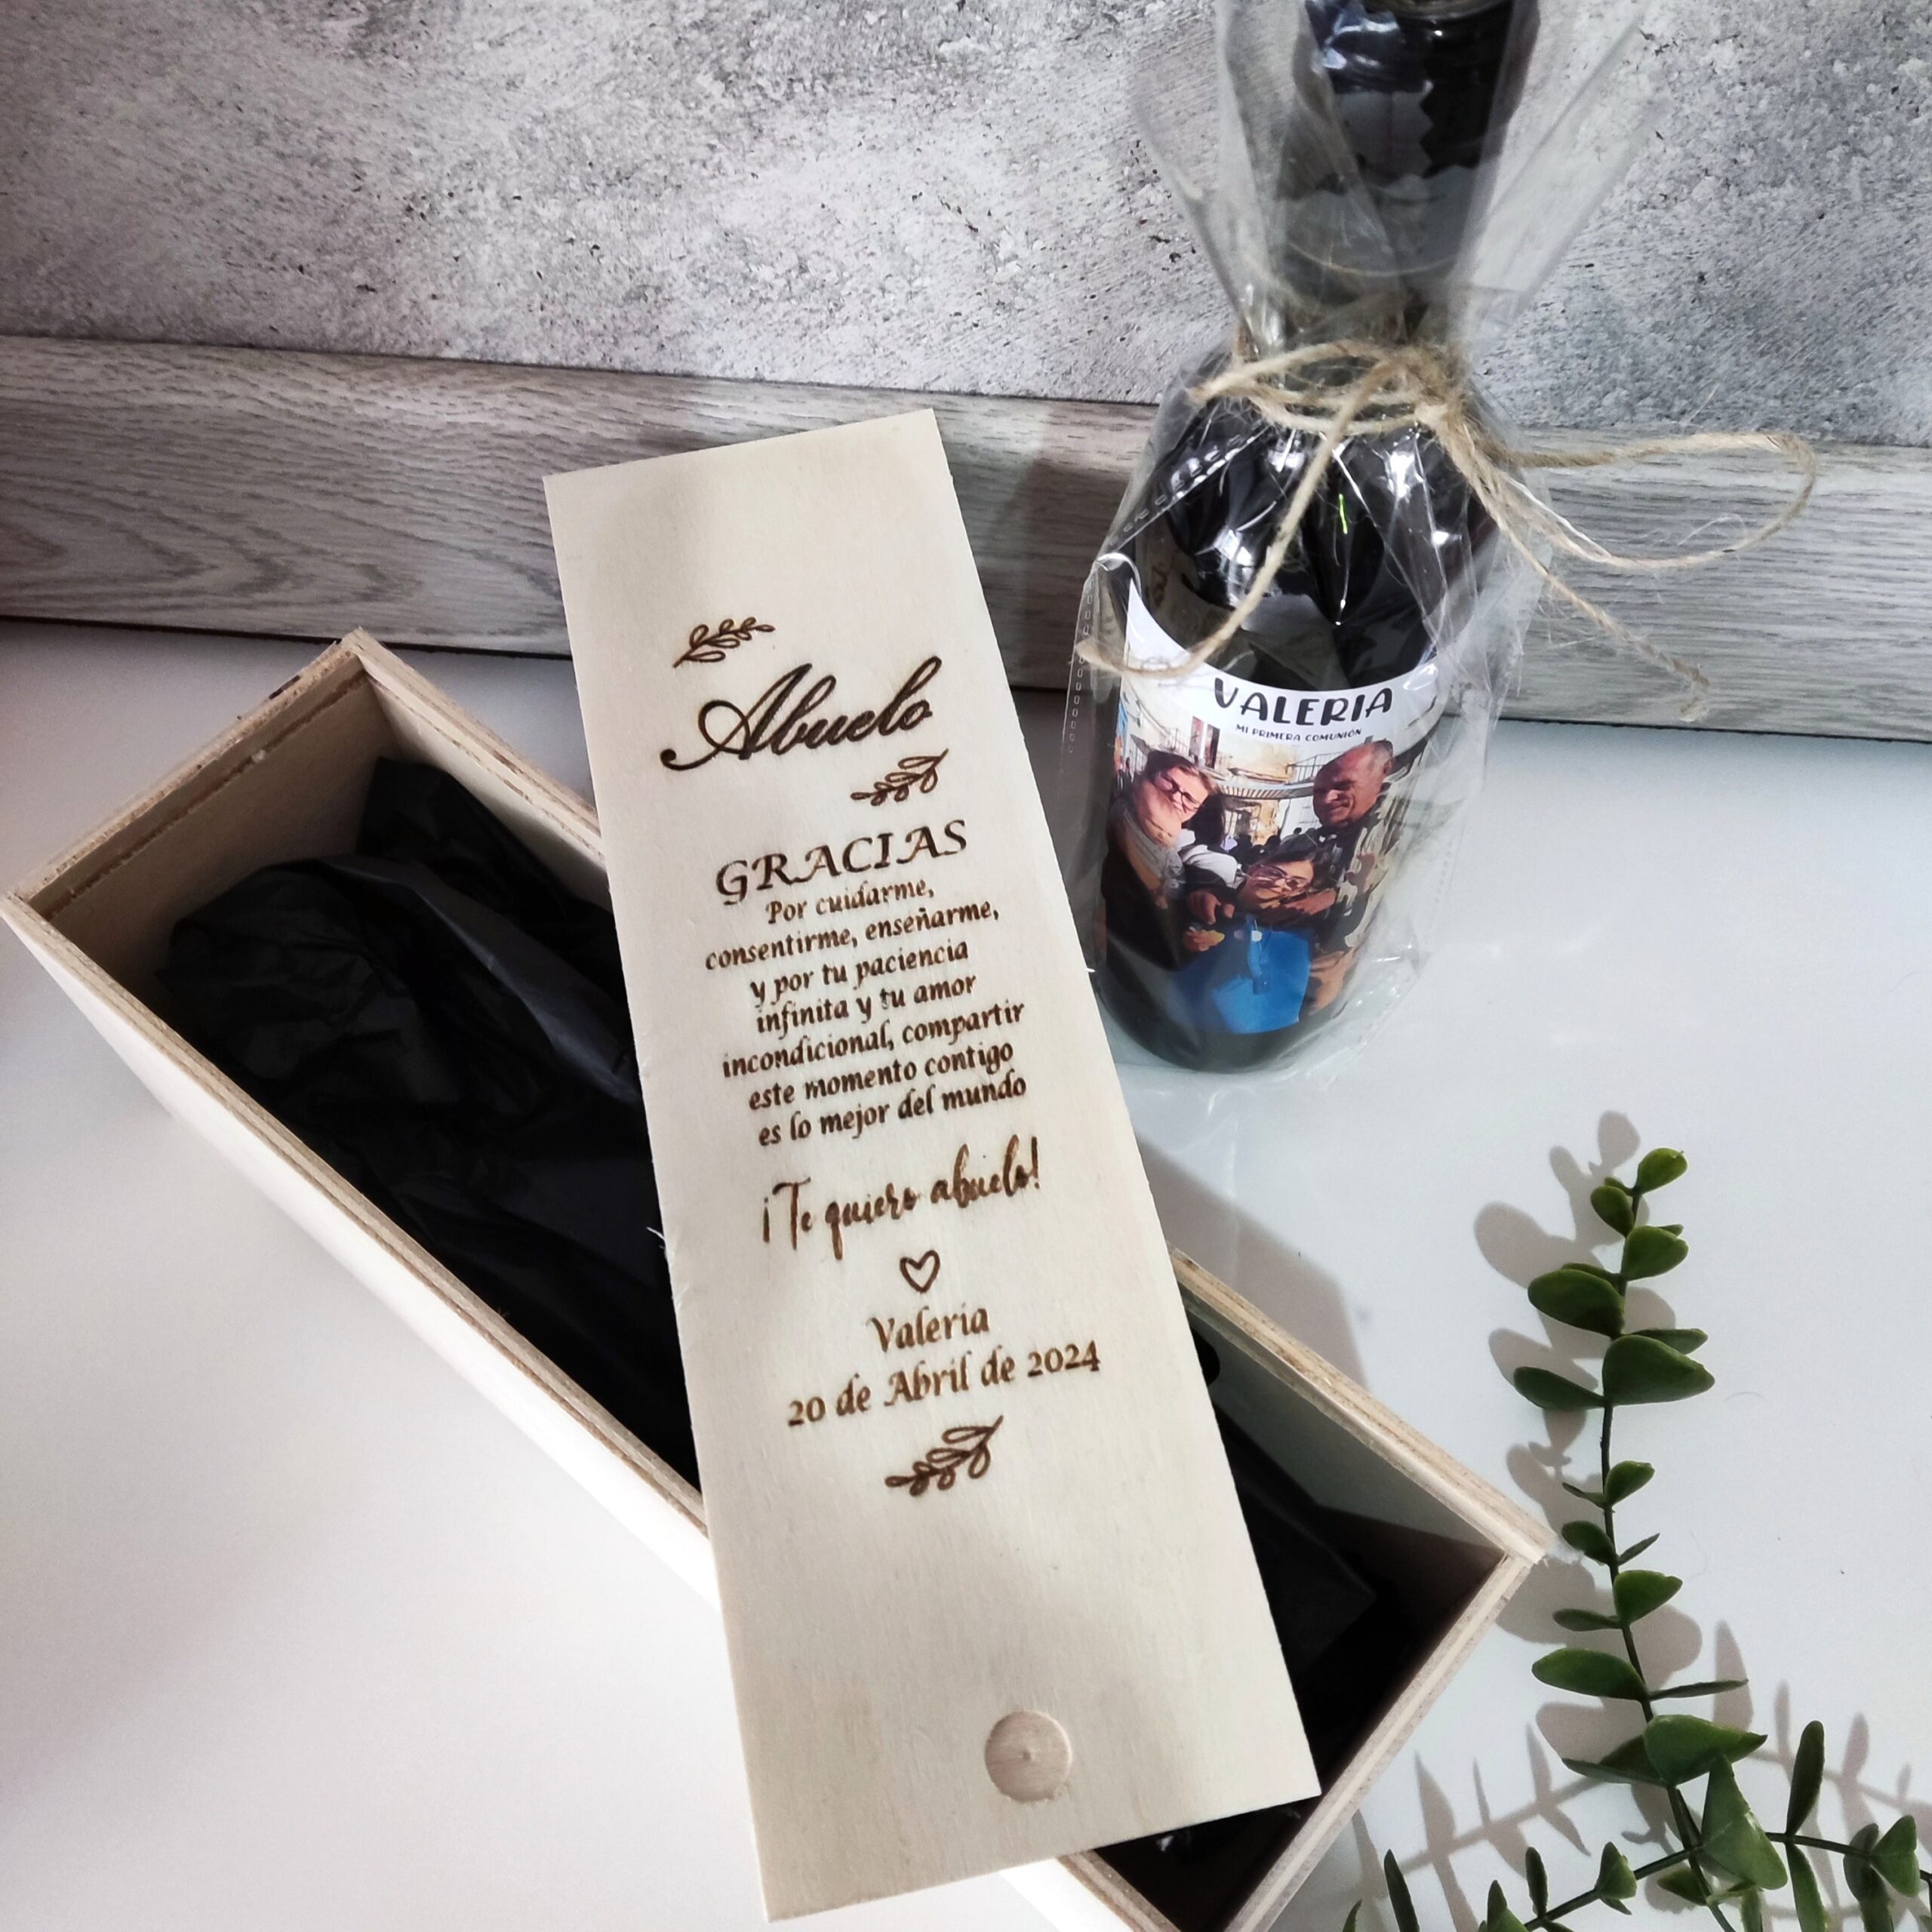 Abuelo
GRACIAS
Por cuidarme,
consentirme, enseñarme,
y por tu paciencia
infinita y tu amor
incondicional, compartir
este momento contigo
es lo mejor del mundo
¡Te quiero abuelo!
Valeria
20 de Abril de 2024
VALERIA
MI PRIMERA COMUNIÓN